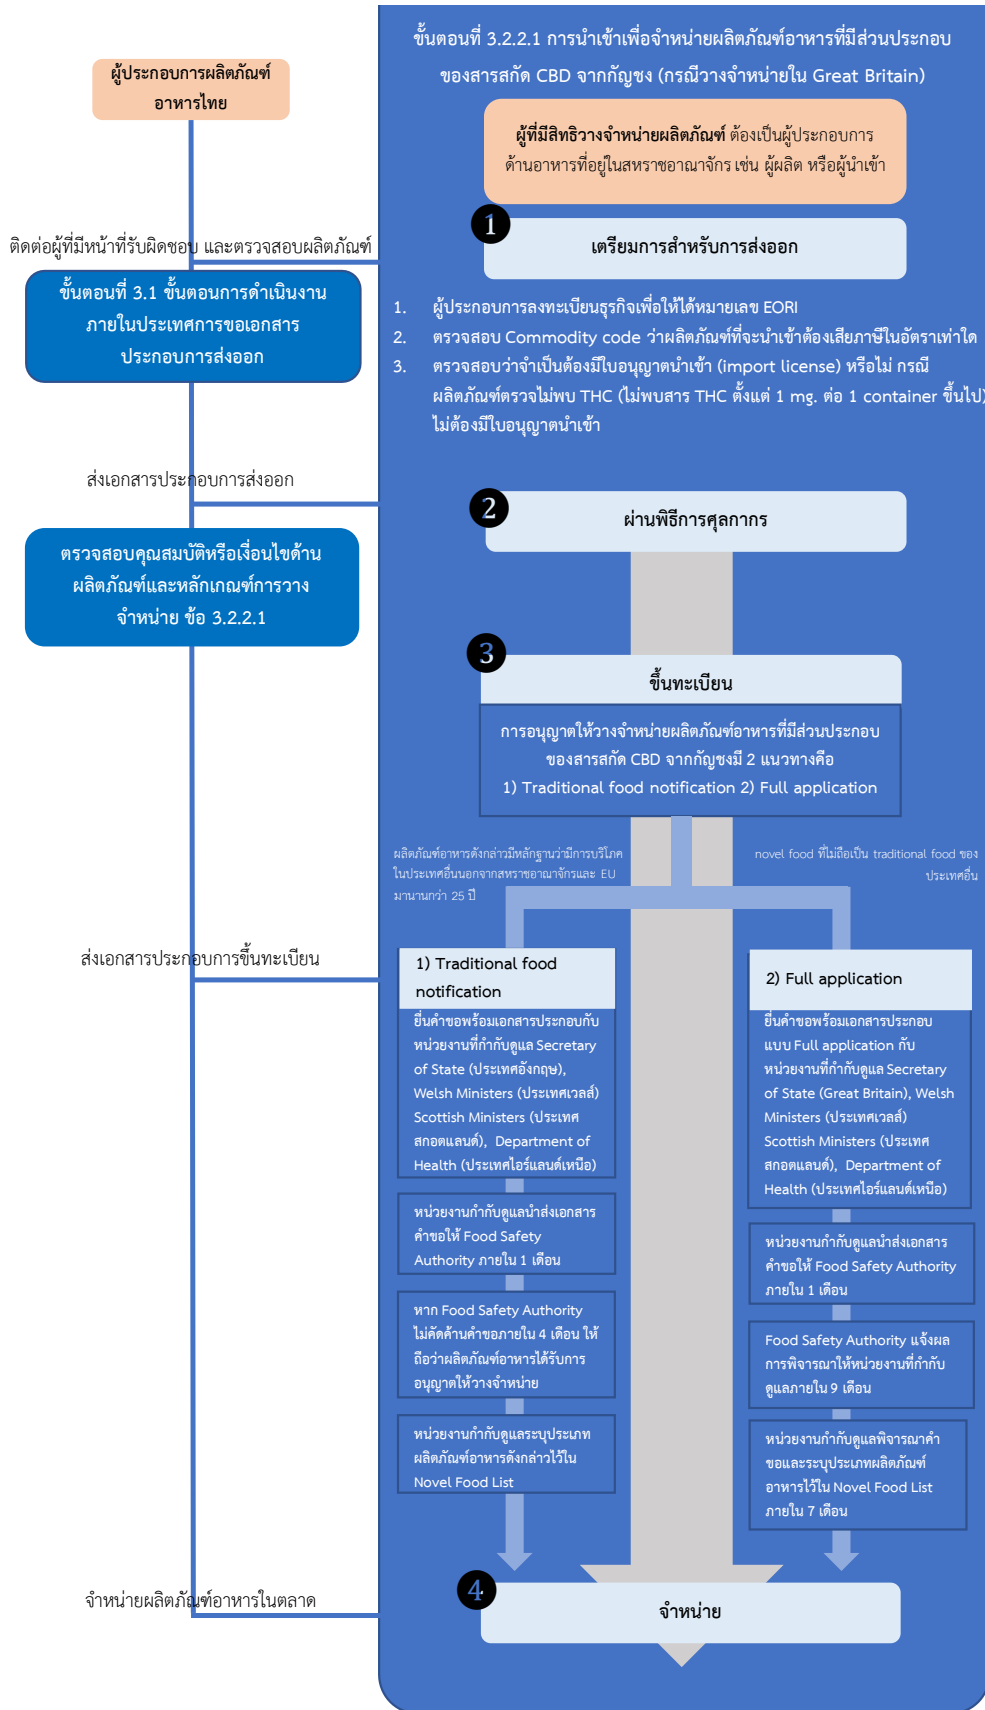 ขั้นตอนที่ 3.2.2.1 การนำเข้าเพื่อจำหน่ายผลิตภัณฑ์อาหารที่มีส่วนประกอบ
ของสารสกัด CBD จากกัญชง (กรณีวางจำหน่ายใน Great Britain)
ผู้ประกอบการผลิตภัณฑ์
อาหารไทย
ผู้ที่มีสิทธิวางจำหน่ายผลิตภัณฑ์ ต้องเป็นผู้ประกอบการ
ด้านอาหารที่อยู่ในสหราชอาณาจักร เช่น ผู้ผลิต หรือผู้นำเข้า
ติดต่อผู้ที่มีหน้าที่รับผิดชอบ และตรวจสอบผลิตภัณฑ์
1
เตรียมการสำหรับการส่งออก
ขั้นตอนที่ 3.1 ขั้นตอนการดำเนินงาน
ภายในประเทศการขอเอกสาร
ประกอบการส่งออก
1. ผู้ประกอบการลงทะเบียนธุรกิจเพื่อให้ได้หมายเลข EORI
2. ตรวจสอบ Commodity code ว่าผลิตภัณฑ์ที่จะนำเข้าต้องเสียภาษีในอัตราเท่าใด
3. ตรวจสอบว่าจำเป็นต้องมีใบอนุญาตนำเข้า (import license) หรือไม่ กรณี
ผลิตภัณฑ์ตรวจไม่พบ THC (ไม่พบสาร THC ตั้งแต่ 1 mg. ต่อ 1 container ขึ้นไป)
ไม่ต้องมีใบอนุญาตนำเข้า
ส่งเอกสารประกอบการส่งออก
2
ผ่านพิธีการศุลกากร
ตรวจสอบคุณสมบัติหรือเงื่อนไขด้าน
ผลิตภัณฑ์และหลักเกณฑ์การวาง
จำหน่าย ข้อ 3.2.2.1
3
ขึ้นทะเบียน
การอนุญาตให้วางจำหน่ายผลิตภัณฑ์อาหารที่มีส่วนประกอบ
ของสารสกัด CBD จากกัญชงมี 2 แนวทางคือ
1) Traditional food notification 2) Full application
ผลิตภัณฑ์อาหารดังกล่าวมีหลักฐานว่ามีการบริโภค
ในประเทศอื่นนอกจากสหราชอาณาจักรและ EU
มานานกว่า 25 ปี
novel food ที่ไม่ถือเป็น traditional food ของ
ประเทศอื่น
ส่งเอกสารประกอบการขึ้นทะเบียน
1) Traditional food
notification
ยื่นคำขอพร้อมเอกสารประกอบกับ
หน่วยงานที่กำกับดูแล Secretary
of State (ประเทศอังกฤษ),
Welsh Ministers (ประเทศเวลส์)
Scottish Ministers (ประเทศ
สกอตแลนด์), Department of
Health (ประเทศไอร์แลนด์เหนือ)
หน่วยงานกำกับดูแลนำส่งเอกสาร
คำขอให้ Food Safety
Authority ภายใน 1 เดือน
หาก Food Safety Authority
ไม่คัดค้านคำขอภายใน 4 เดือน ให้
ถือว่าผลิตภัณฑ์อาหารได้รับการ
อนุญาตให้วางจำหน่าย
หน่วยงานกำกับดูแลระบุประเภท
ผลิตภัณฑ์อาหารดังกล่าวไว้ใน
Novel Food List
2) Full application
ยื่นคำขอพร้อมเอกสารประกอบ
แบบ Full application กับ
หน่วยงานที่กำกับดูแล Secretary
of State (Great Britain), Welsh
Ministers (ประเทศเวลส์)
Scottish Ministers (ประเทศ
สกอตแลนด์), Department of
Health (ประเทศไอร์แลนด์เหนือ)
หน่วยงานกำกับดูแลนำส่งเอกสาร
คำขอให้ Food Safety Authority
ภายใน 1 เดือน
Food Safety Authority แจ้งผล
การพิจารณาให้หน่วยงานที่กำกับ
ดูแลภายใน 9 เดือน
หน่วยงานกำกับดูแลพิจารณาคำ
ขอและระบุประเภทผลิตภัณฑ์
อาหารไว้ใน Novel Food List
ภายใน 7 เดือน
จำหน่ายผลิตภัณฑ์อาหารในตลาด
4
จำหน่าย